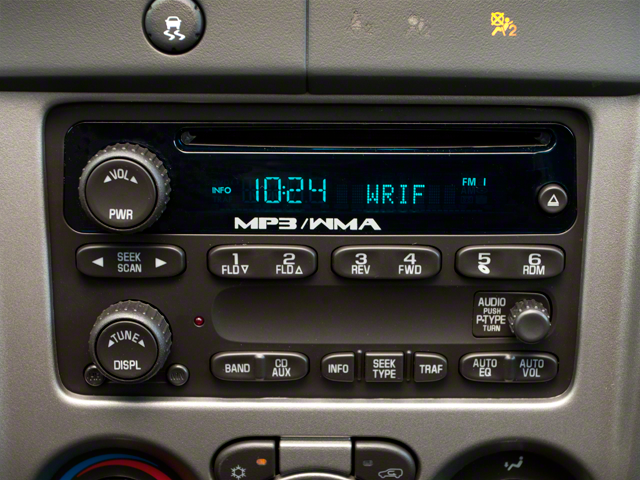 2
VOL
PWR
INFO 10:24 WRIF FM 1
MP3/WMA
SEEK
SCAN
1 2 3 4 5 6
FLD FLD REV FWD RDM
AUDIO
PUSH
P-TYPE
TURN
TUNE
DISPL
BAND CD
AUX
INFO SEEK
TYPE
TRAF
AUTO
EQ
AUTO
VOL